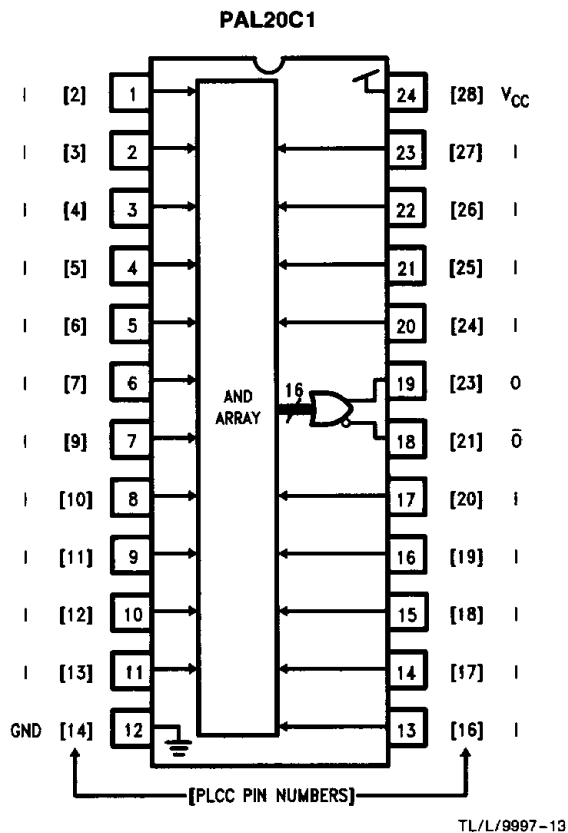 PAL20C1
I [2] 1 24 [28] VCC
I [3] 2 23 [27] I
I [4] 3 22 [26] I
I [5] 4 21 [25] I
I [6] 5 20 [24] I
I [7] 6 19 [23] O
16
AND
ARRAY
I [9] 7 18 [21] O̅
I [10] 8 17 [20] I
I [11] 9 16 [19] I
I [12] 10 15 [18] I
I [13] 11 14 [17] I
GND [14] 12 13 [16] I
[PLCC PIN NUMBERS]
TL/L/9997-13